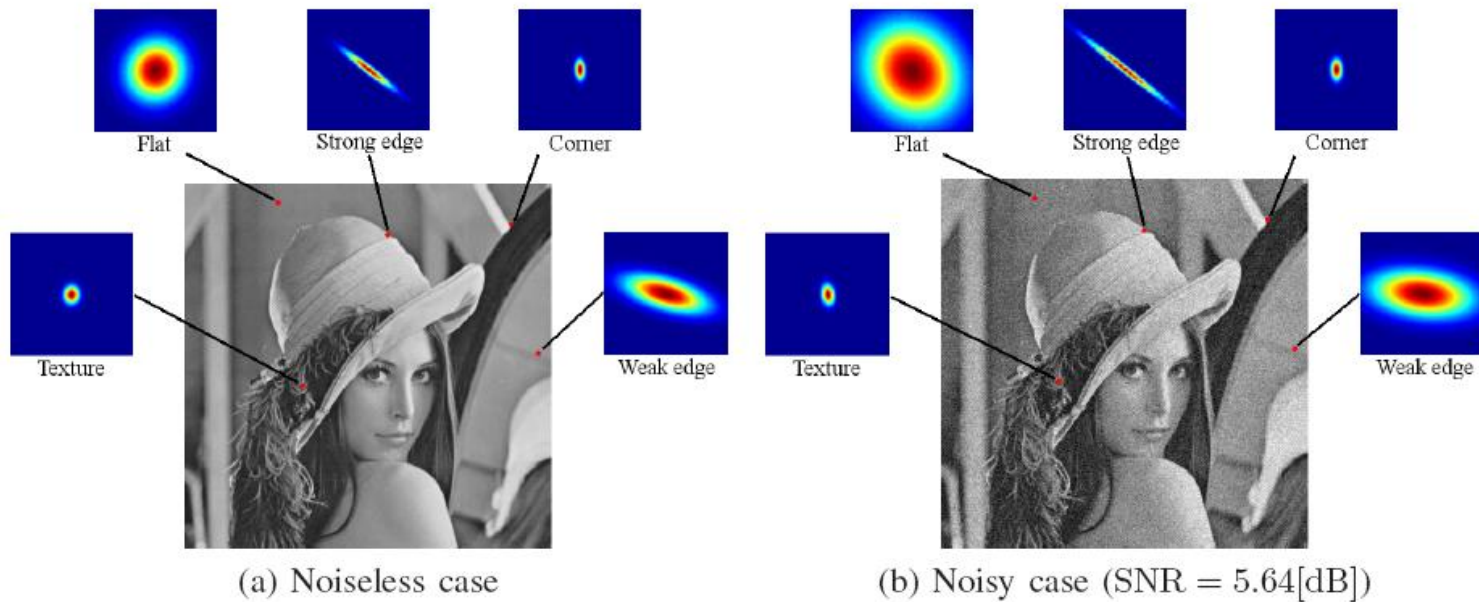 Flat
Strong edge
Corner
Texture
Weak edge
(a) Noiseless case
Flat
Strong edge
Corner
Texture
Weak edge
(b) Noisy case (SNR = 5.64[dB])